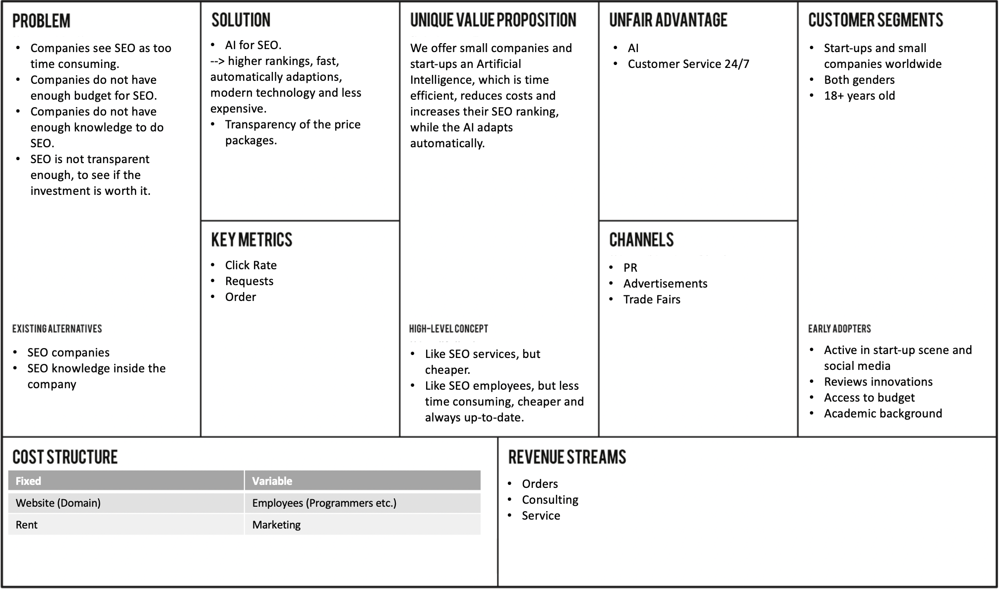 PROBLEM
• Companies see SEO as too
time consuming.
• Companies do not have
enough budget for SEO.
• Companies do not have
enough knowledge to do
SEO.
• SEO is not transparent
enough, to see if the
investment is worth it.
EXISTING ALTERNATIVES
• SEO companies
• SEO knowledge inside the
company
SOLUTION
• AI for SEO.
--> higher rankings, fast,
automatically adaptions,
modern technology and less
expensive.
• Transparency of the price
packages.
KEY METRICS
• Click Rate
• Requests
• Order
UNIQUE VALUE PROPOSITION
We offer small companies and
start-ups an Artificial
Intelligence, which is time
efficient, reduces costs and
increases their SEO ranking,
while the AI adapts
automatically.
HIGH-LEVEL CONCEPT
• Like SEO services, but
cheaper.
• Like SEO employees, but less
time consuming, cheaper and
always up-to-date.
UNFAIR ADVANTAGE
• AI
• Customer Service 24/7
CHANNELS
• PR
• Advertisements
• Trade Fairs
CUSTOMER SEGMENTS
• Start-ups and small
companies worldwide
• Both genders
• 18+ years old
EARLY ADOPTERS
• Active in start-up scene and
social media
• Reviews innovations
• Access to budget
• Academic background
COST STRUCTURE
Fixed Variable
Website (Domain) Employees (Programmers etc.)
Rent Marketing
REVENUE STREAMS
• Orders
• Consulting
• Service